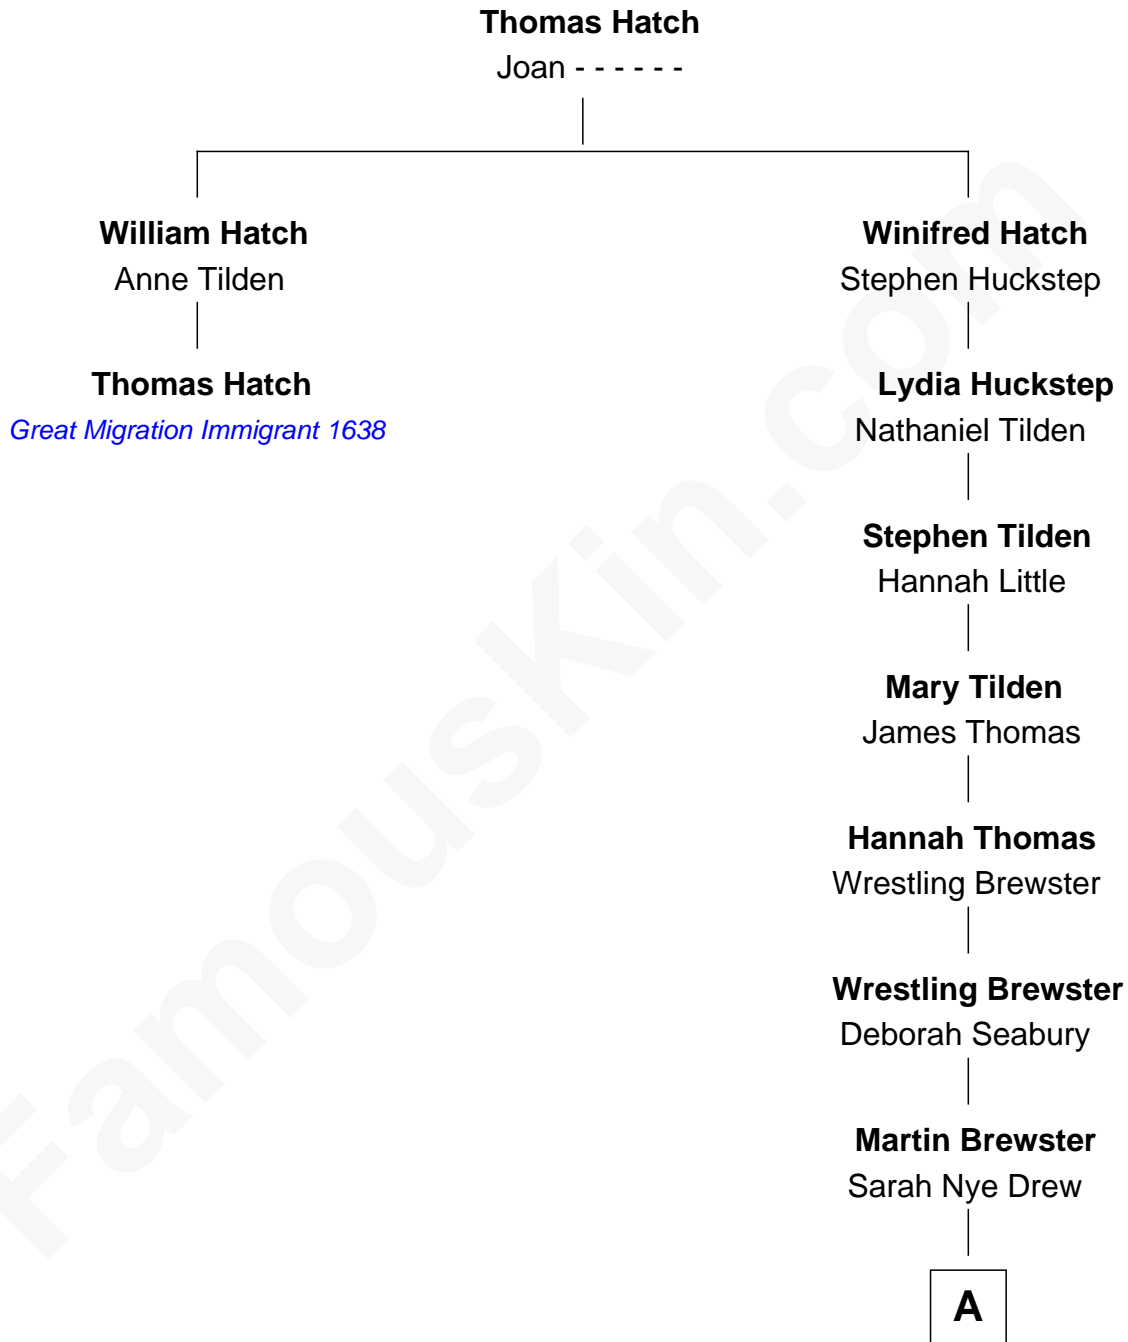 Thomas Hatch
Joan - - - - - -
William Hatch
Anne Tilden
Thomas Hatch
Great Migration Immigrant 1638
Winifred Hatch
Stephen Huckstep
Lydia Huckstep
Nathaniel Tilden
Stephen Tilden
Hannah Little
Mary Tilden
James Thomas
Hannah Thomas
Wrestling Brewster
Wrestling Brewster
Deborah Seabury
Martin Brewster
Sarah Nye Drew
A
FamousKin.com